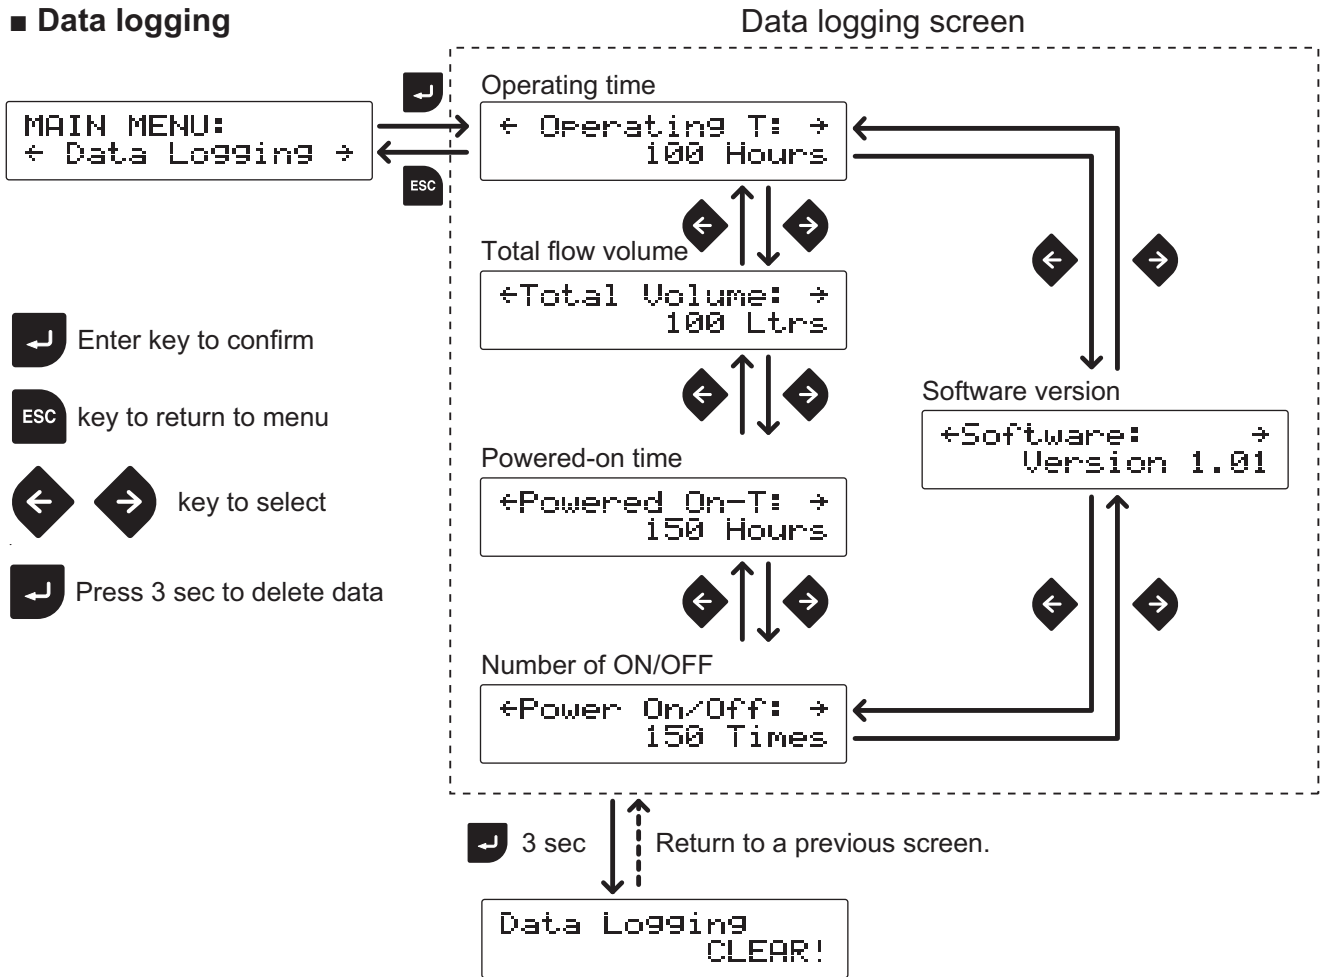 ■ Data logging
Data logging screen
Operating time
MAIN MENU:
← Data Logging →
← Operating T: →
100 Hours
ESC
Total flow volume
←Total Volume: →
100 Ltrs
Enter key to confirm
ESC key to return to menu
key to select
Press 3 sec to delete data
Software version
←Software: →
Version 1.01
Powered-on time
←Powered On-T: →
150 Hours
Number of ON/OFF
←Power On/Off: →
150 Times
3 sec
Return to a previous screen.
Data Logging
CLEAR!